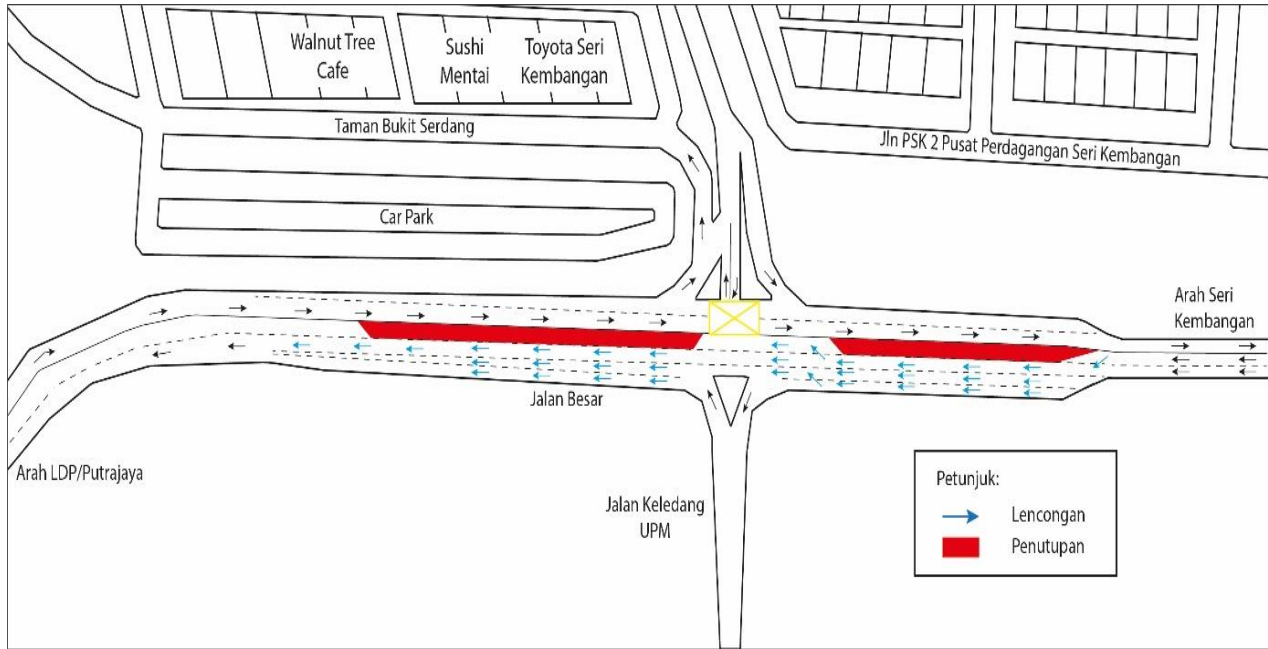 Walnut Tree
Cafe
Sushi
Mentai
Toyota Seri
Kembangan
Taman Bukit Serdang
Jln PSK 2 Pusat Perdagangan Seri Kembangan
Car Park
Arah Seri
Kembangan
Jalan Besar
Arah LDP/Putrajaya
Jalan Keledang
UPM
Petunjuk:
Lencongan
Penutupan